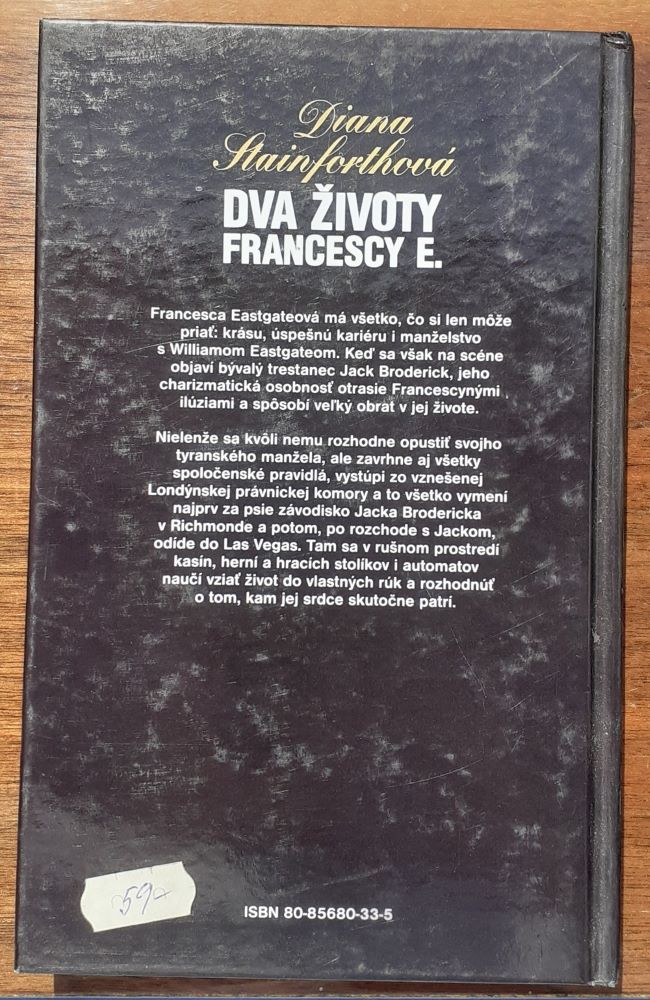 Diana
Stainforthová
DVA ŽIVOTY
FRANCESCY E.
Francesca Eastgateová má všetko, čo si len môže
priať: krásu, úspešnú kariéru i manželstvo
s Williamom Eastgateom. Keď sa však na scéne
objaví bývalý trestanec Jack Broderick, jeho
charizmatická osobnosť otrasie Francescynými
ilúziami a spôsobí veľký obrat v jej živote.
Nielenže sa kvôli nemu rozhodne opustiť svojho
tyranského manžela, ale zavrhne aj všetky
spoločenské pravidlá, vystúpi zo vznešenej
Londýnskej právnickej komory a to všetko vymení
najprv za psie závodisko Jacka Brodericka
v Richmonde a potom, po rozchode s Jackom,
odíde do Las Vegas. Tam sa v rušnom prostredí
kasín, herní a hracích stolíkov i automatov
naučí vziať život do vlastných rúk a rozhodnúť
o tom, kam jej srdce skutočne patrí.
59-
ISBN 80-85680-33-5